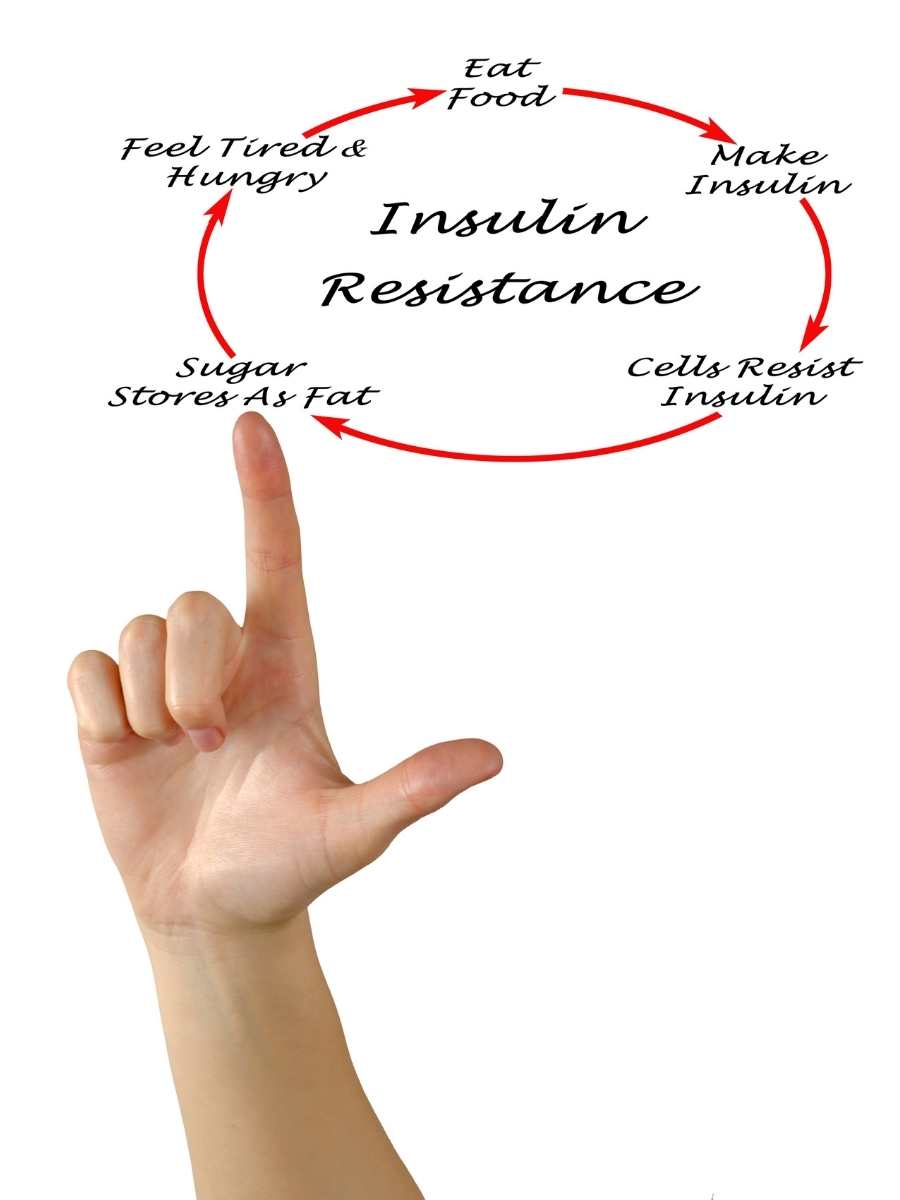 Eat
Food
Make
Insulin
Cells Resist
Insulin
Sugar
Stores As Fat
Feel Tired &
Hungry
Insulin
Resistance